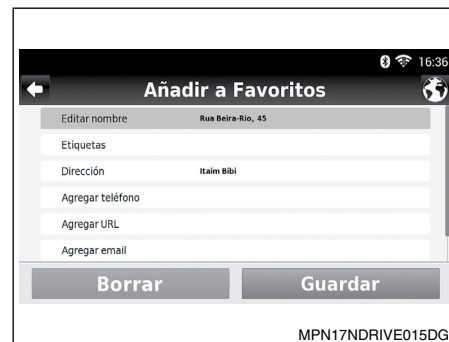 16:36
Añadir a Favoritos
Editar nombre Rua Beira-Rio, 45
Etiquetas
Dirección Itaim Bibi
Agregar teléfono
Agregar URL
Agregar email
Borrar Guardar
MPN17NDRIVE015DG